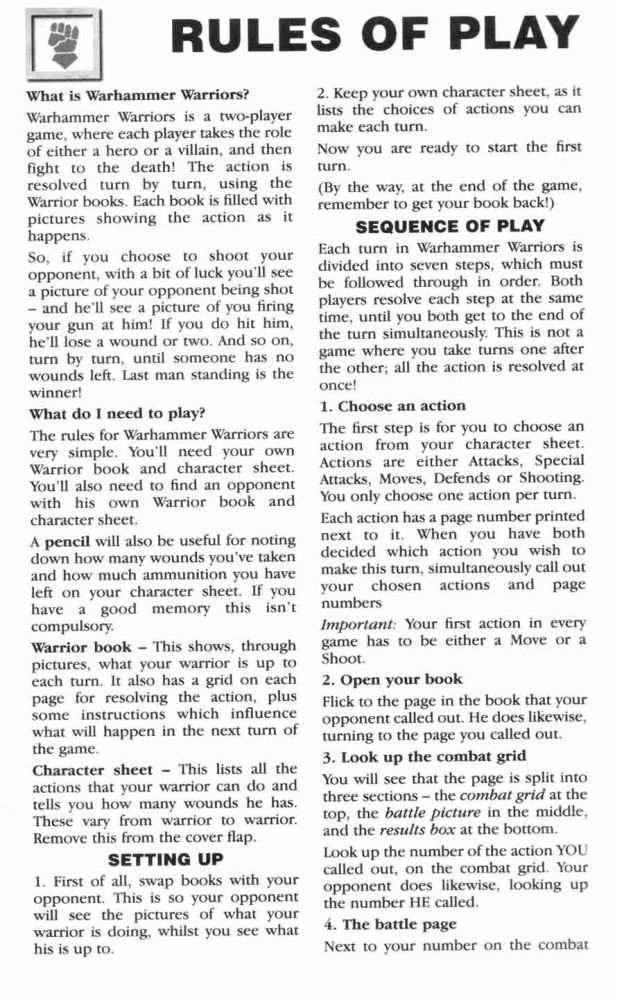 RULES OF PLAY
What is Warhammer Warriors?
Warhammer Warriors is a two-player
game, where each player takes the role
of either a hero or a villain, and then
fight to the death! The action is
resolved turn by turn, using the
Warrior books. Each book is filled with
pictures showing the action as it
happens.
So, if you choose to shoot your
opponent, with a bit of luck you'll see
a picture of your opponent being shot
– and he'll see a picture of you firing
your gun at him! If you do hit him,
he'll lose a wound or two. And so on,
turn by turn, until someone has no
wounds left. Last man standing is the
winner!
What do I need to play?
The rules for Warhammer Warriors are
very simple. You'll need your own
Warrior book and character sheet.
You'll also need to find an opponent
with his own Warrior book and
character sheet.
A pencil will also be useful for noting
down how many wounds you've taken
and how much ammunition you have
left on your character sheet. If you
have a good memory this isn't
compulsory.
Warrior book – This shows, through
pictures, what your warrior is up to
each turn. It also has a grid on each
page for resolving the action, plus
some instructions which influence
what will happen in the next turn of
the game.
Character sheet – This lists all the
actions that your warrior can do and
tells you how many wounds he has.
These vary from warrior to warrior.
Remove this from the cover flap.
SETTING UP
1. First of all, swap books with your
opponent. This is so your opponent
will see the pictures of what your
warrior is doing, whilst you see what
his is up to.
2. Keep your own character sheet, as it
lists the choices of actions you can
make each turn.
Now you are ready to start the first
turn.
(By the way, at the end of the game,
remember to get your book back!)
SEQUENCE OF PLAY
Each turn in Warhammer Warriors is
divided into seven steps, which must
be followed through in order. Both
players resolve each step at the same
time, until you both get to the end of
the turn simultaneously. This is not a
game where you take turns one after
the other; all the action is resolved at
once!
1. Choose an action
The first step is for you to choose an
action from your character sheet.
Actions are either Attacks, Special
Attacks, Moves, Defends or Shooting.
You only choose one action per turn.
Each action has a page number printed
next to it. When you have both
decided which action you wish to
make this turn, simultaneously call out
your chosen actions and page
numbers
Important: Your first action in every
game has to be either a Move or a
Shoot.
2. Open your book
Flick to the page in the book that your
opponent called out. He does likewise,
turning to the page you called out.
3. Look up the combat grid
You will see that the page is split into
three sections – the combat grid at the
top, the battle picture in the middle,
and the results box at the bottom.
Look up the number of the action YOU
called out, on the combat grid. Your
opponent does likewise, looking up
the number HE called.
4. The battle page
Next to your number on the combat